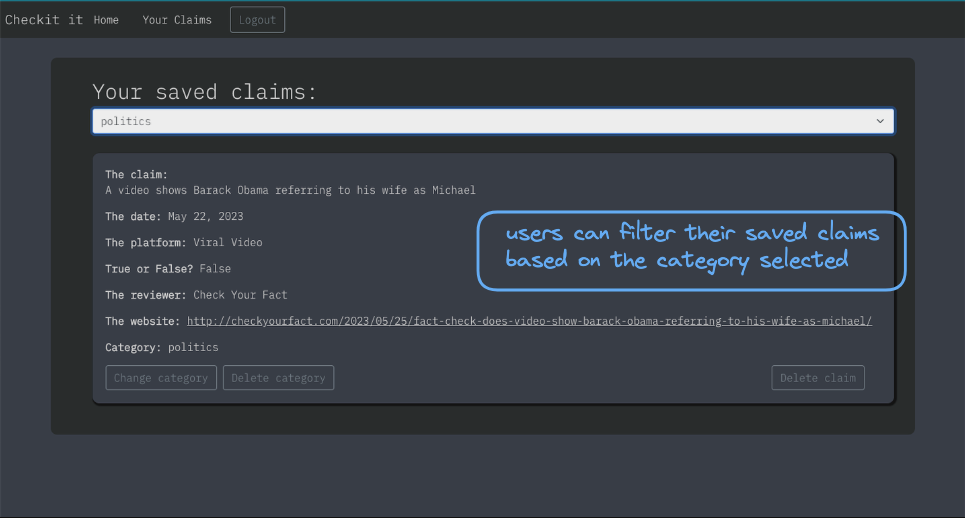 Checkit it Home Your Claims Logout
Your saved claims:
politics
The claim:
A video shows Barack Obama referring to his wife as Michael
The date: May 22, 2023
The platform: Viral Video
users can filter their saved claims
based on the category selected
True or False? False
The reviewer: Check Your Fact
The website: http://checkyourfact.com/2023/05/25/fact-check-does-video-show-barack-obama-referring-to-his-wife-as-michael/
Category: politics
Change category Delete category Delete claim